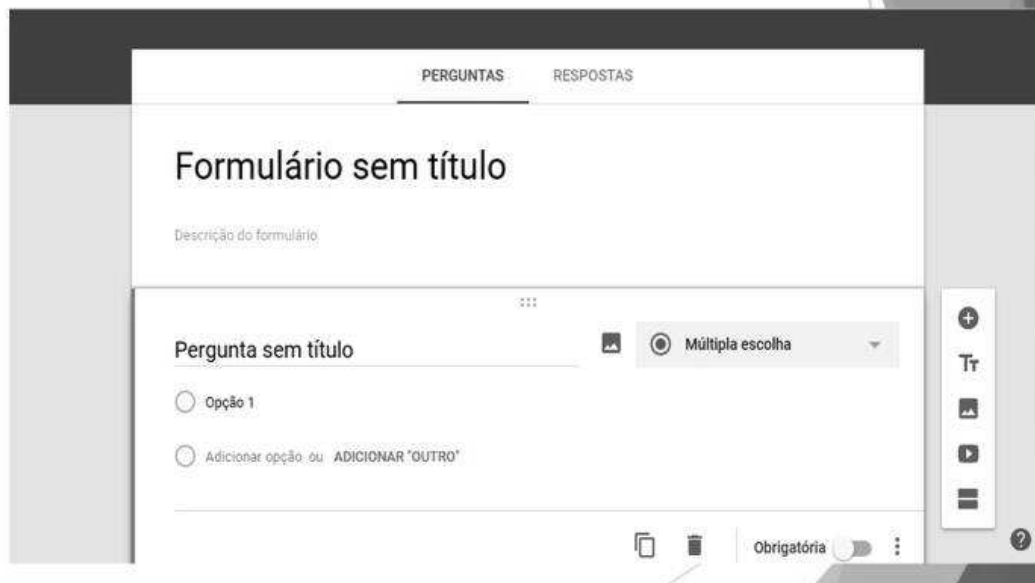 PERGUNTAS RESPOSTAS
Formulário sem título
Descrição do formulário
Pergunta sem título Múltipla escolha
Tт
Opção 1
Adicionar opção ou ADICIONAR "OUTRO"
Obrigatória